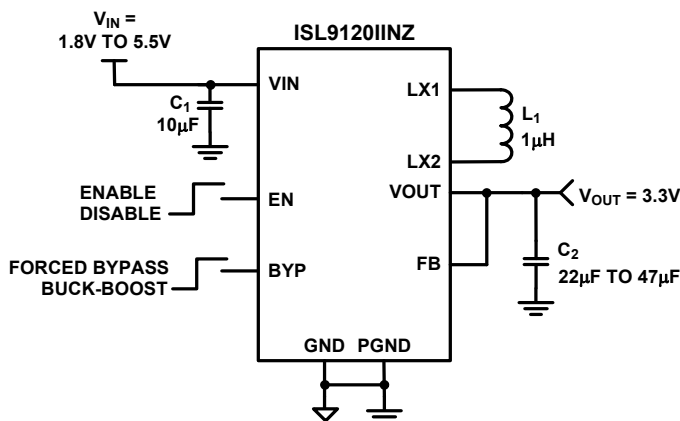 VIN =
1.8V TO 5.5V
ISL9120IINZ
C1
10μF
VIN
LX1
L1
1μH
LX2
ENABLE
DISABLE
EN
VOUT
VOUT = 3.3V
FORCED BYPASS
BUCK-BOOST
BYP
FB
C2
22μF TO 47μF
GND PGND